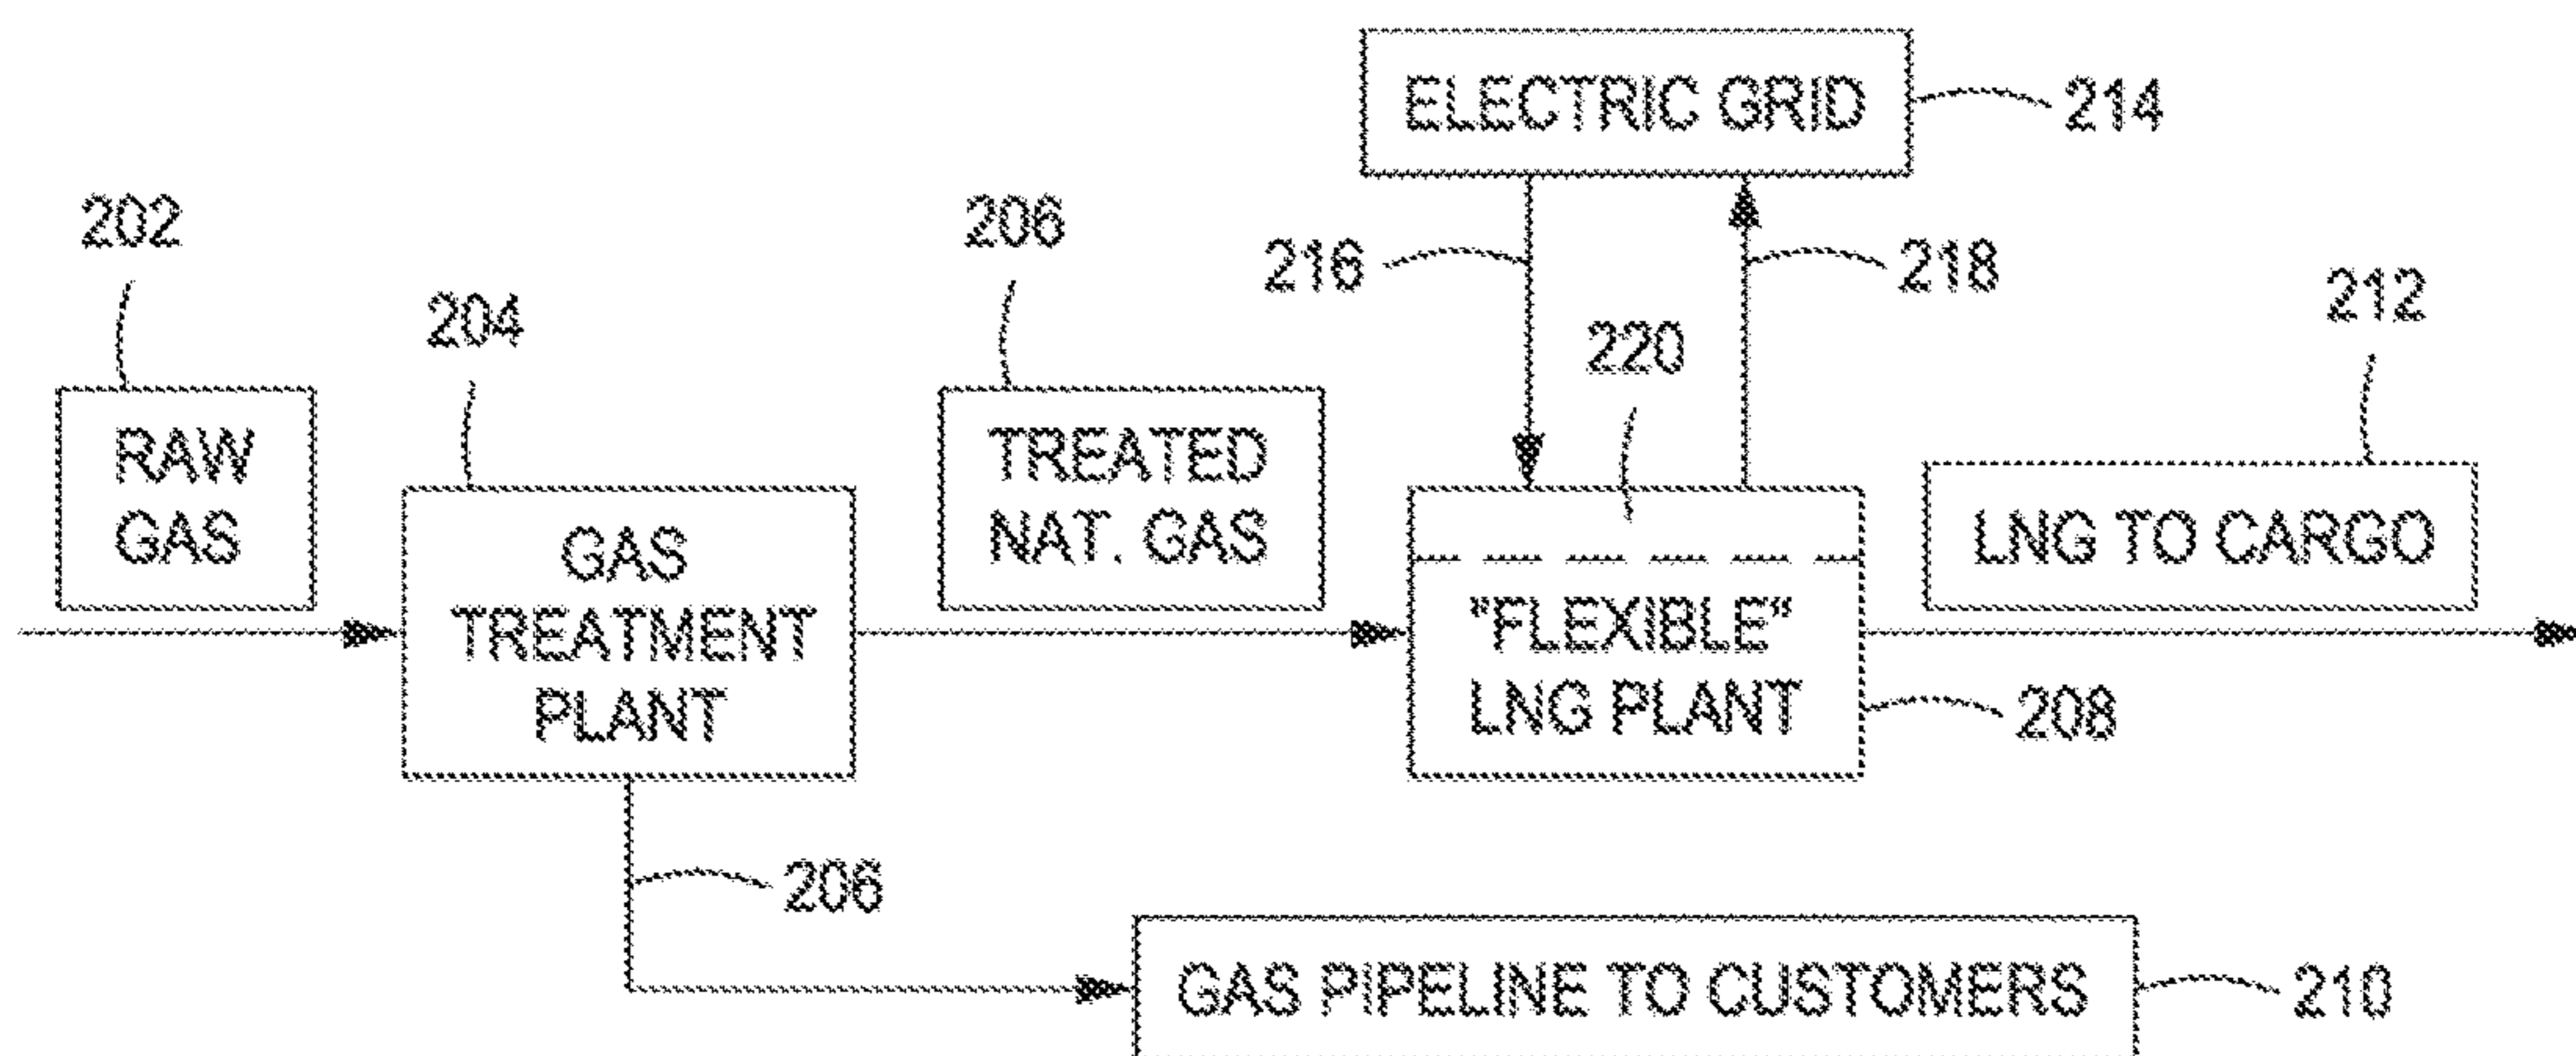 ELECTRIC GRID
214
202
206
216
218
212
204
220
RAW
GAS
TREATED
NAT. GAS
LNG TO CARGO
GAS
TREATMENT
PLANT
"FLEXIBLE"
LNG PLANT
208
206
GAS PIPELINE TO CUSTOMERS
210